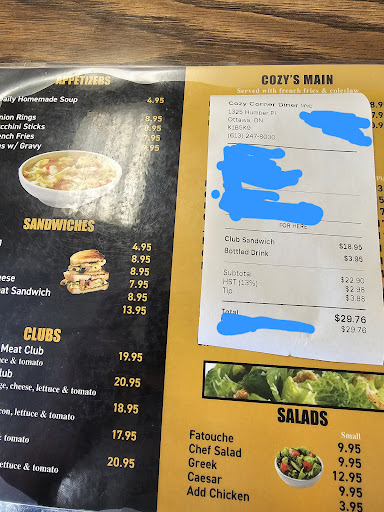 APPETIZERS
aily Homemade Soup 4.95
nion Rings 8.95
cchini Sticks 8.95
ench Fries 7.95
es w/ Gravy 9.95
SANDWICHES
4.95
8.95
8.95
ese 7.95
at Sandwich 8.95
13.95
CLUBS
Meat Club 19.95
ce & tomato
lub 20.95
ge, cheese, lettuce & tomato
con, lettuce & tomato 18.95
& tomato 17.95
lettuce & tomato 20.95
COZY'S MAIN
Served with french fries & coleslaw
Cozy Corner Diner Inc
1325 Humber Pl
Ottawa, ON
(613) 247-8030
FOR HERE
Club Sandwich $18.95
Bottled Drink $3.95
Subtotal $22.90
HST (13%) $2.98
Tip $3.88
Total $29.76
$29.76
SALADS
Small
Fatouche 9.95
Chef Salad 9.95
Greek 12.95
Caesar 9.95
Add Chicken 3.95